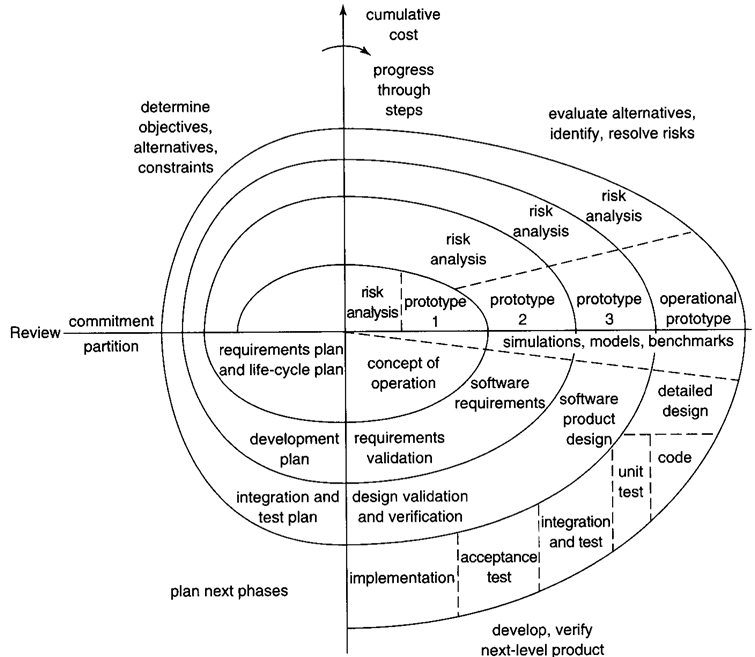 cumulative
cost
progress
through
steps
determine
objectives,
alternatives,
constraints
evaluate alternatives,
identify, resolve risks
risk
analysis
risk
analysis
risk
analysis
risk
analysis
prototype
1
prototype
2
prototype
3
operational
prototype
Review
commitment
partition
simulations, models, benchmarks
requirements plan
and life-cycle plan
concept of
operation
software
requirements
software
product
design
detailed
design
development
plan
requirements
validation
code
unit
test
integration and
test plan
design validation
and verification
integration
and test
acceptance
test
implementation
plan next phases
develop, verify
next-level product